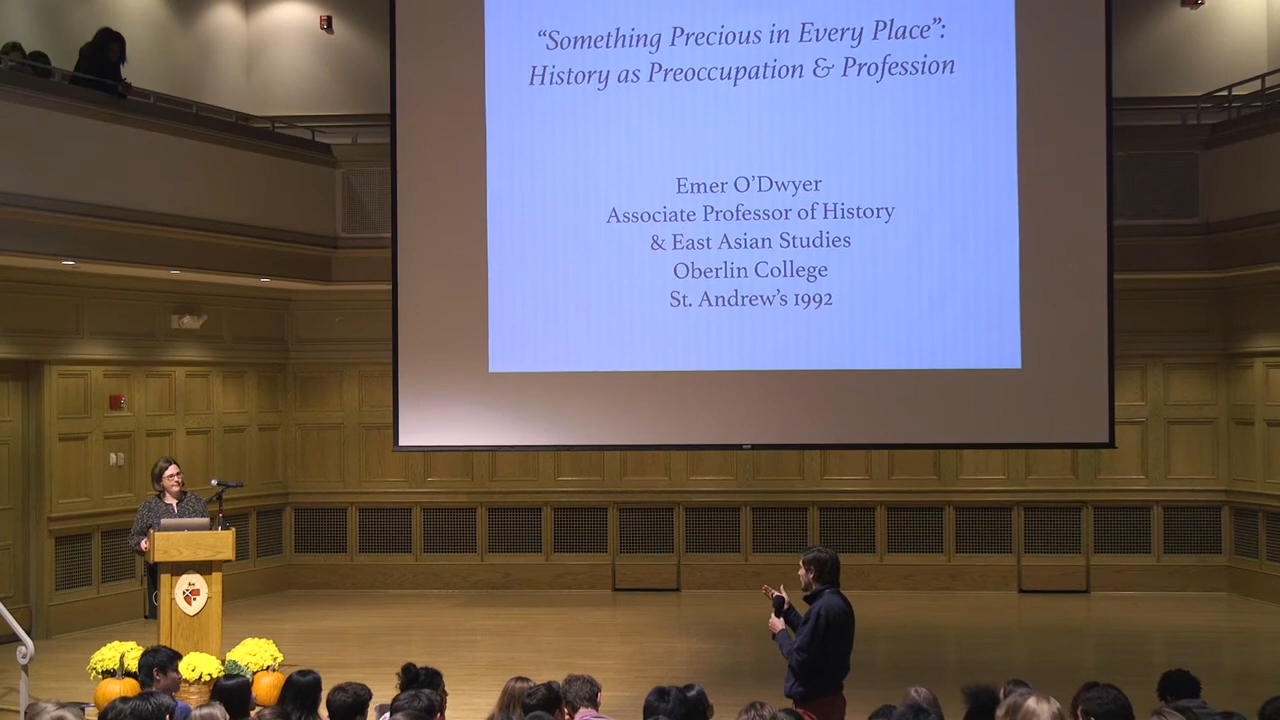 “Something Precious in Every Place”:
History as Preoccupation & Profession
Emer O’Dwyer
Associate Professor of History
& East Asian Studies
Oberlin College
St. Andrew’s 1992